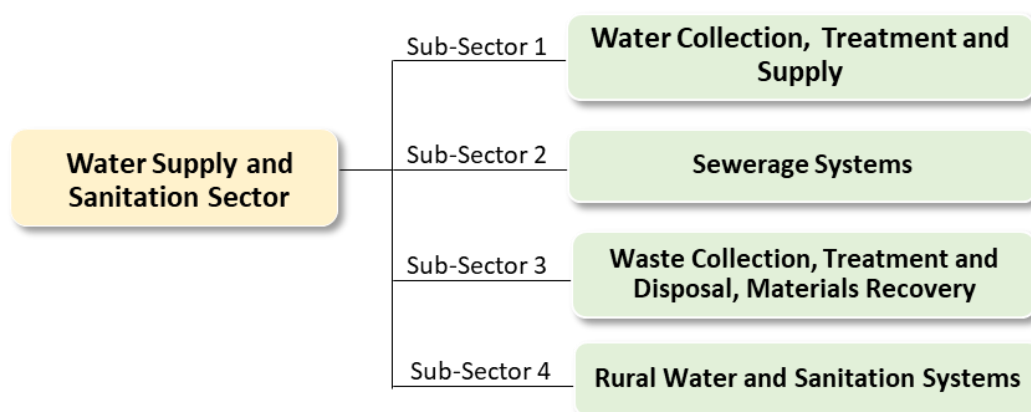 Sub-Sector 1
Water Collection, Treatment and
Supply
Water Supply and
Sanitation Sector
Sub-Sector 2
Sewerage Systems
Sub-Sector 3
Waste Collection, Treatment and
Disposal, Materials Recovery
Sub-Sector 4
Rural Water and Sanitation Systems